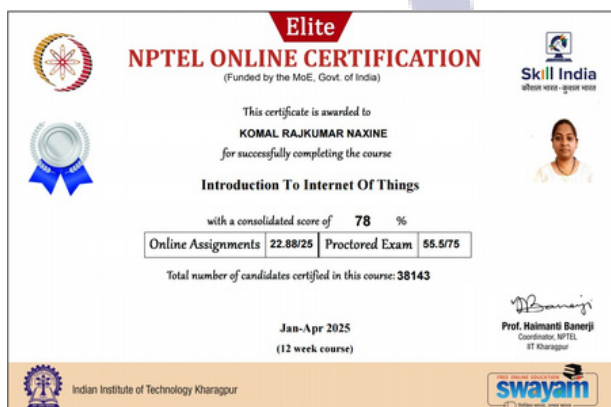 Elite
NPTEL ONLINE CERTIFICATION
(Funded by the MoE, Govt. of India)
Skill India
कौशल भारत - कुशल भारत
This certificate is awarded to
KOMAL RAJKUMAR NAXINE
for successfully completing the course
Introduction To Internet Of Things
with a consolidated score of 78 %
Online Assignments 22.88/25 Proctored Exam 55.5/75
Total number of candidates certified in this course: 38143
Jan-Apr 2025
(12 week course)
Prof. Haimanti Banerji
Coordinator, NPTEL
IIT Kharagpur
Indian Institute of Technology Kharagpur
FREE ONLINE EDUCATION
swayam